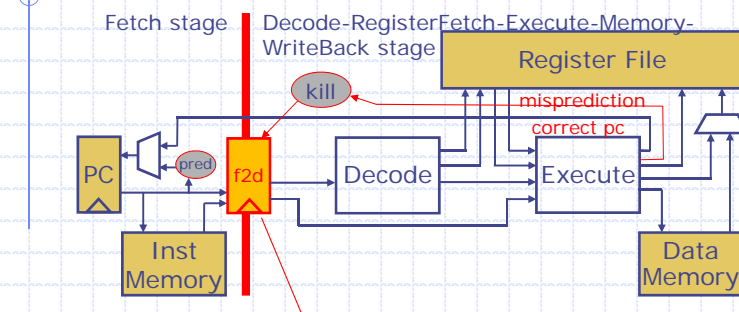 Fetch stage
Decode-RegisterFetch-Execute-Memory-
WriteBack stage
Register File
kill
misprediction
correct pc
PC
pred
f2d
Decode
Execute
Inst
Memory
Data
Memory